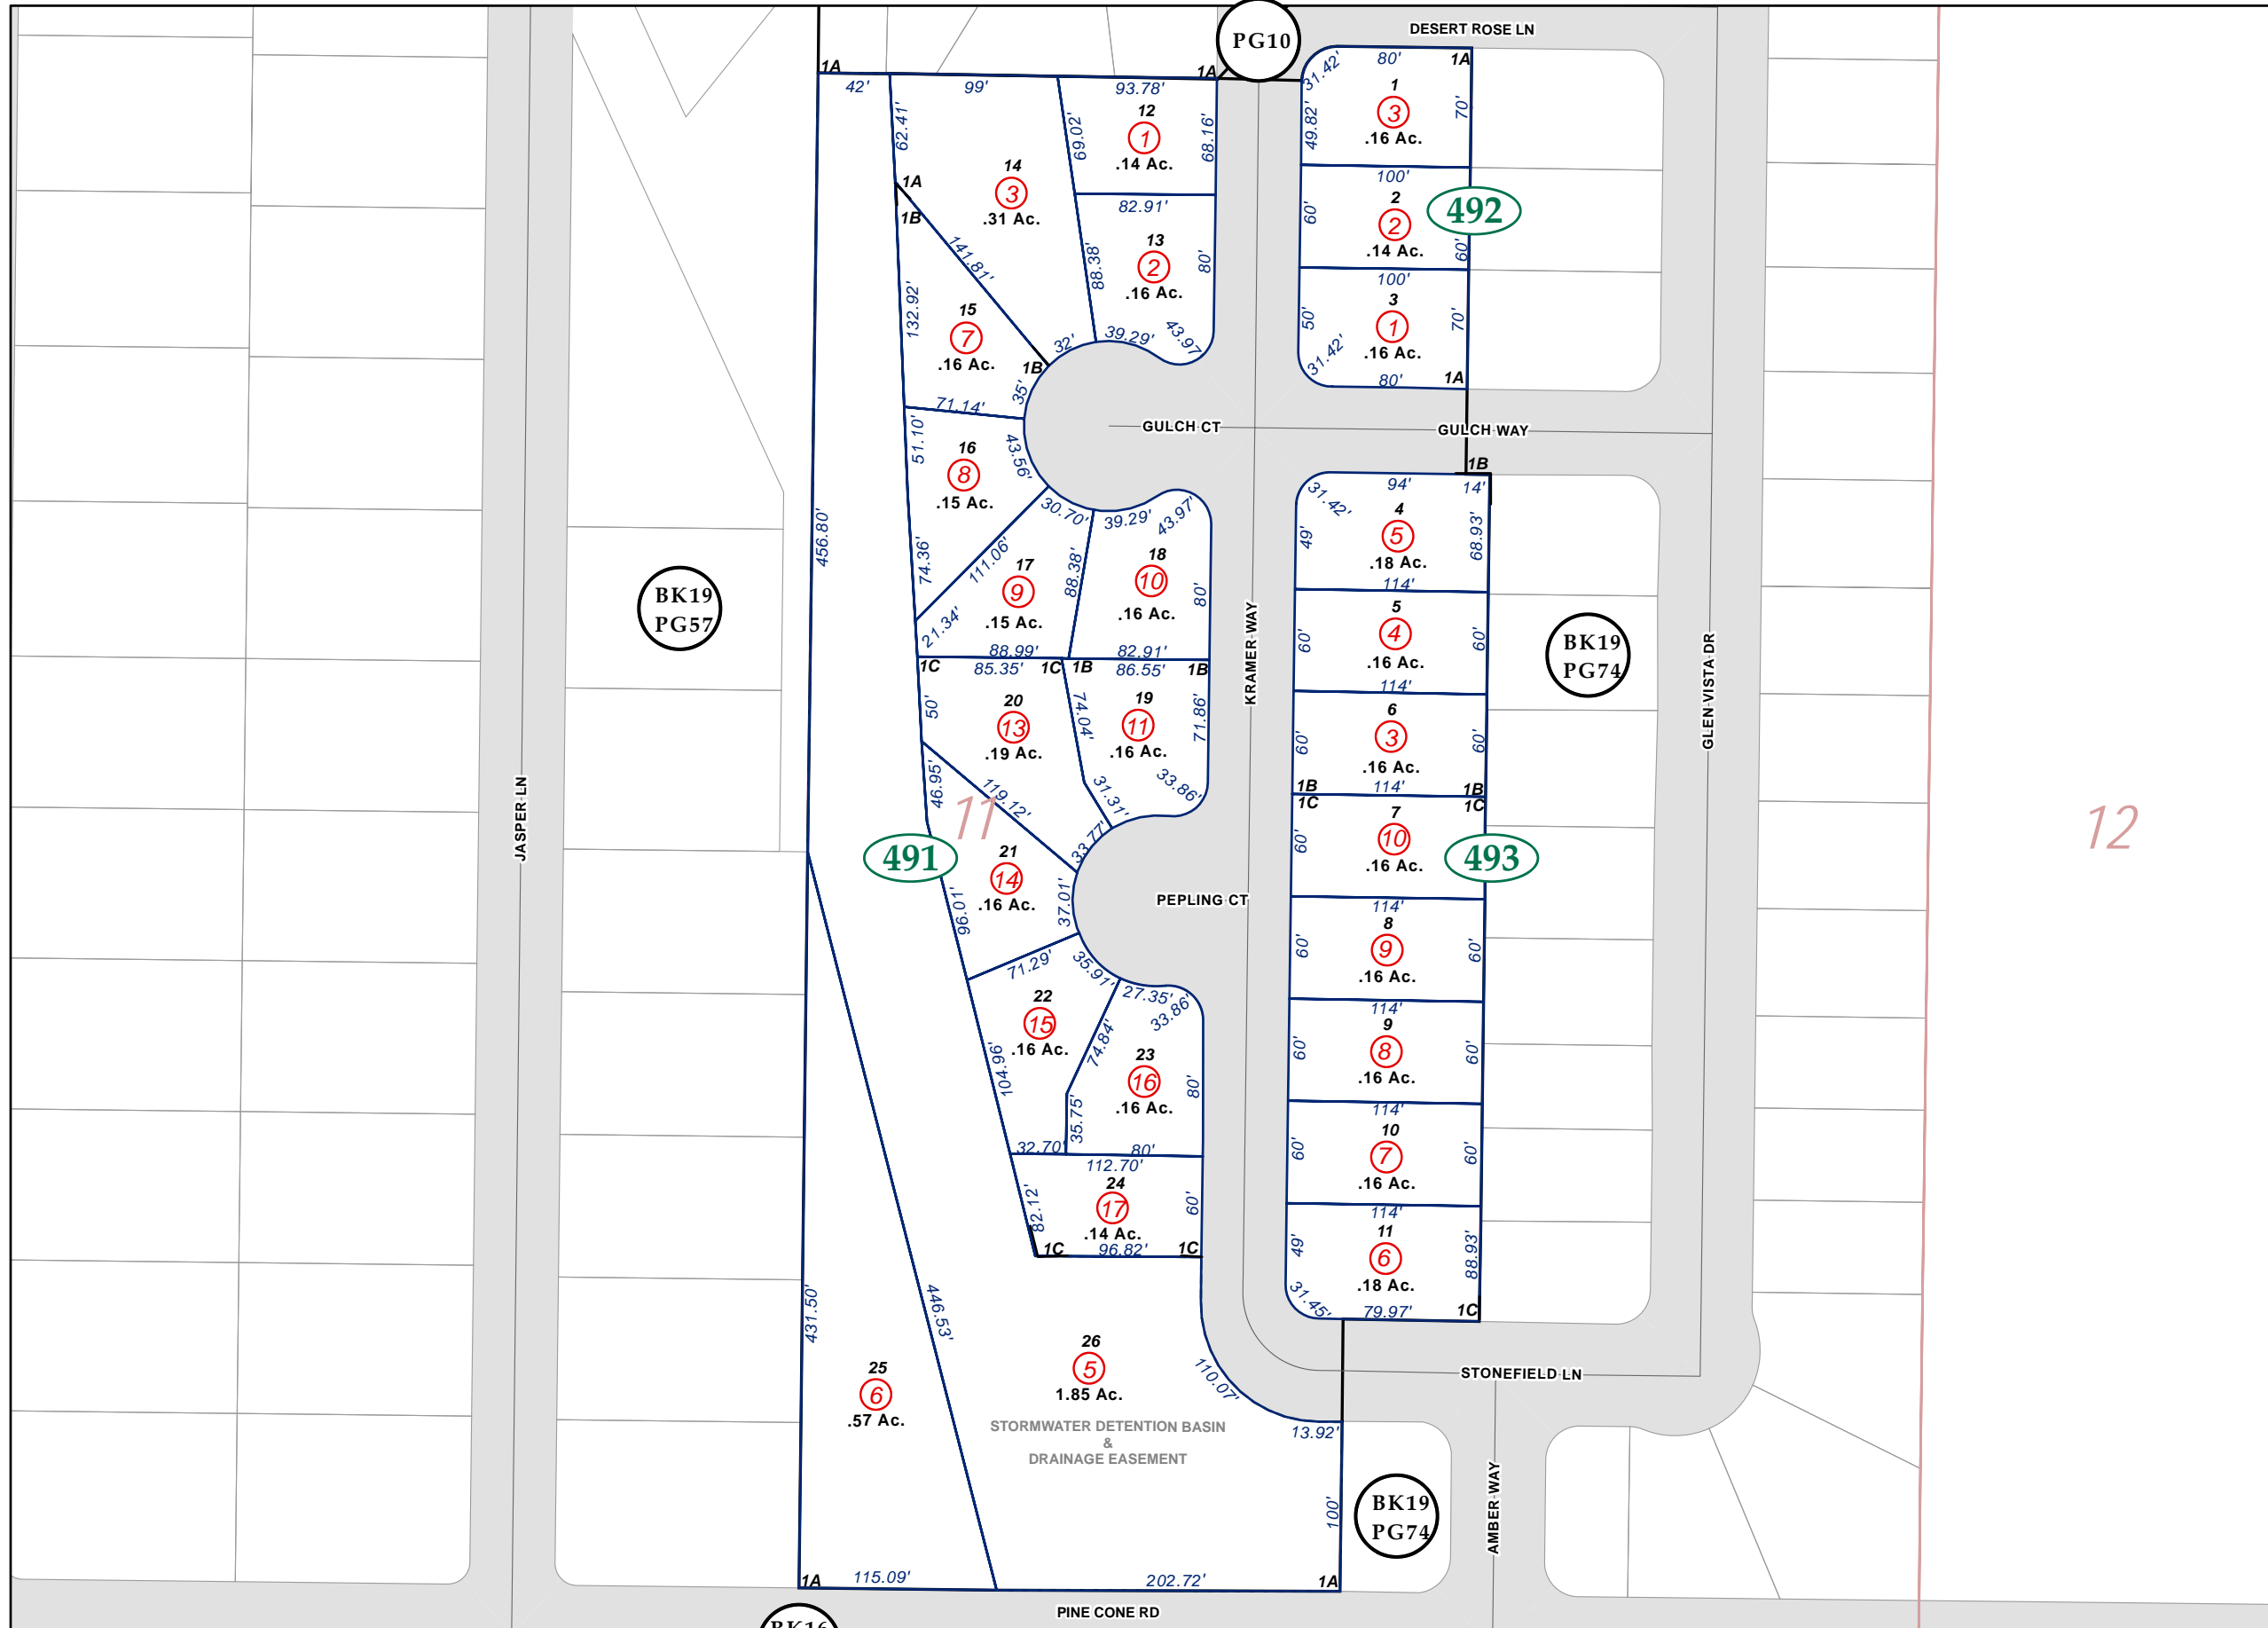 PG10
DESERT ROSE LN
1A
42'
99'
93.78'
1A
31.42'
80'
1A
62.41'
69.02'
12
1
.14 Ac.
68.16'
49.82'
1
3
.16 Ac.
70'
14
3
.31 Ac.
1A
1B
82.91'
100'
60'
2
2
.14 Ac.
60'
492
141.81'
88.38'
13
2
.16 Ac.
80'
100'
132.92'
15
7
.16 Ac.
32'
39.29'
43.97'
50'
3
1
.16 Ac.
70'
1B
35'
31.42'
80'
1A
71.14'
GULCH CT
GULCH WAY
51.10'
16
8
.15 Ac.
43.56'
1B
31.42'
94'
14'
30.70'
39.29'
43.97'
49'
4
5
.18 Ac.
68.93'
456.80'
74.36'
111.06'
17
9
.15 Ac.
88.38'
18
10
.16 Ac.
80'
114'
BK19
PG57
21.34'
60'
5
4
.16 Ac.
60'
BK19
PG74
KRAMER WAY
GLEN VISTA DR
88.99'
82.91'
1C
85.35'
1C
1B
86.55'
1B
114'
50'
20
13
.19 Ac.
74.04'
19
11
.16 Ac.
71.86'
60'
6
3
.16 Ac.
60'
46.95'
119.12'
31.31'
33.86'
1B
114'
1B
1C
1C
11
12
JASPER LN
33.77'
60'
7
10
.16 Ac.
491
493
21
14
.16 Ac.
37.01'
96.01'
PEPLING CT
114'
60'
8
9
.16 Ac.
60'
71.29'
35.91'
27.35'
33.86'
114'
22
15
.16 Ac.
104.96'
74.84'
60'
9
8
.16 Ac.
60'
23
16
.16 Ac.
80'
35.75'
114'
32.70'
80'
60'
10
7
.16 Ac.
60'
112.70'
82.12'
24
17
.14 Ac.
60'
114'
1C
96.82'
1C
49'
11
6
.18 Ac.
88.93'
31.45'
79.97'
1C
431.50'
446.53'
26
5
1.85 Ac.
110.07'
STONEFIELD LN
25
6
.57 Ac.
STORMWATER DETENTION BASIN
&
DRAINAGE EASEMENT
13.92'
100'
BK19
PG74
AMBER WAY
1A
115.09'
202.72'
1A
PINE CONE RD
BK16